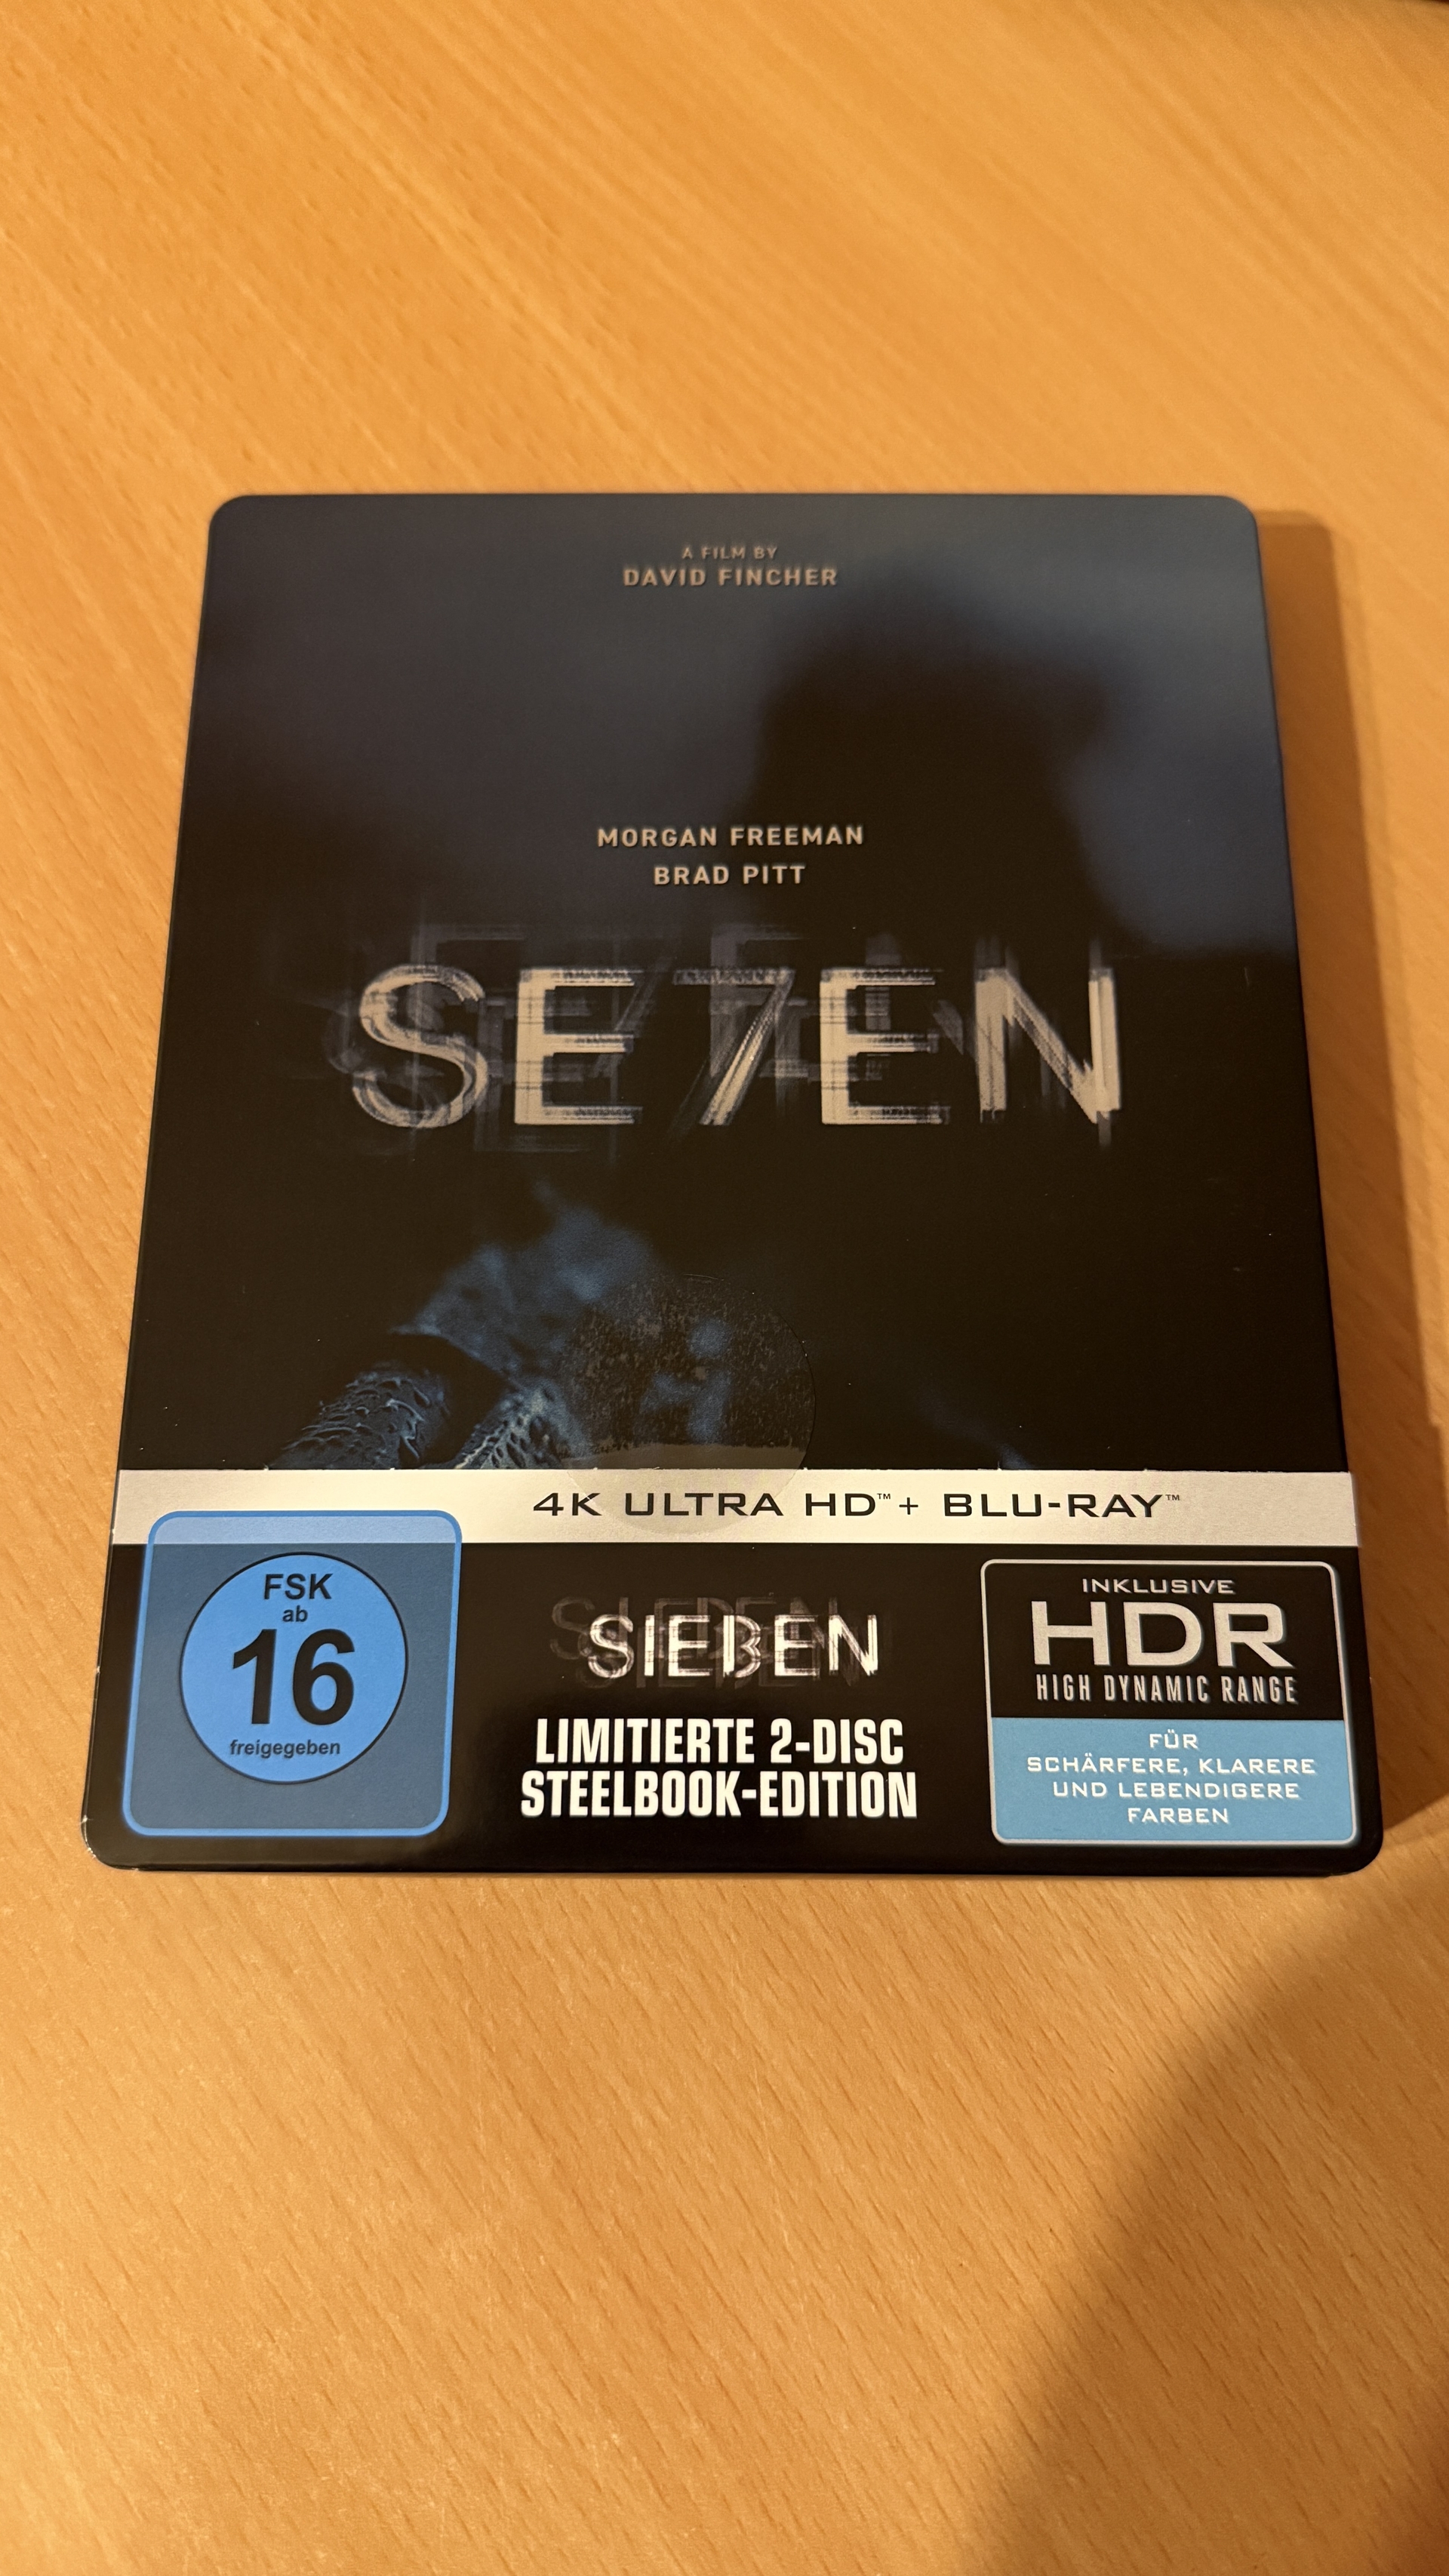 A FILM BY
DAVID FINCHER
MORGAN FREEMAN
BRAD PITT
SE7EN
4K ULTRA HD™ + BLU-RAY™
FSK
ab
16
freigegeben
SIEBEN
LIMITIERTE 2-DISC
STEELBOOK-EDITION
INKLUSIVE
HDR
HIGH DYNAMIC RANGE
FÜR
SCHÄRFERE, KLARERE
UND LEBENDIGERE
FARBEN